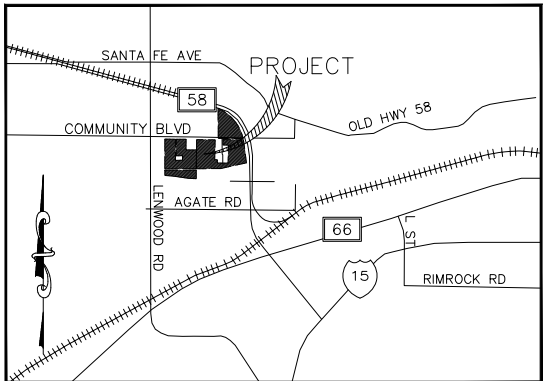 SANTA FE AVE
PROJECT
58
OLD HWY 58
COMMUNITY BLVD
LENWOOD RD
AGATE RD
66
L ST
15
RIMROCK RD